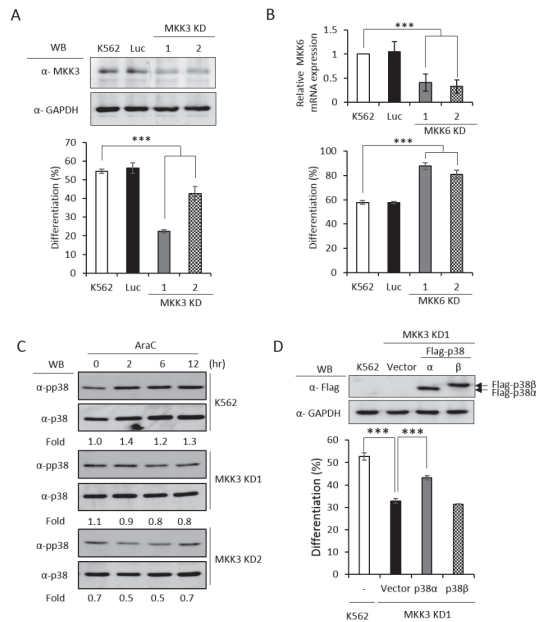 A
MKK3 KD
WB K562 Luc 1 2
α- MKK3
α- GAPDH
***
Differentiation (%)
70
60
50
40
30
20
10
0
K562 Luc 1 2
MKK3 KD
B
***
Relative MKK6
mRNA expression
1.5
1
0.5
0
K562 Luc 1 2
MKK6 KD
***
Differentiation (%)
100
80
60
40
20
0
K562 Luc 1 2
MKK6 KD
C
AraC
WB 0 2 6 12 (hr)
α-pp38
α-p38
K562
Fold 1.0 1.4 1.2 1.3
α-pp38
α-p38
MKK3 KD1
Fold 1.1 0.9 0.8 0.8
α-pp38
α-p38
MKK3 KD2
Fold 0.7 0.5 0.5 0.7
D
MKK3 KD1
Flag-p38
WB K562 Vector α β
α- Flag
Flag-p38β
Flag-p38α
α- GAPDH
*** ***
Differentiation (%)
60
50
40
30
20
10
0
- Vector p38α p38β
K562 MKK3 KD1